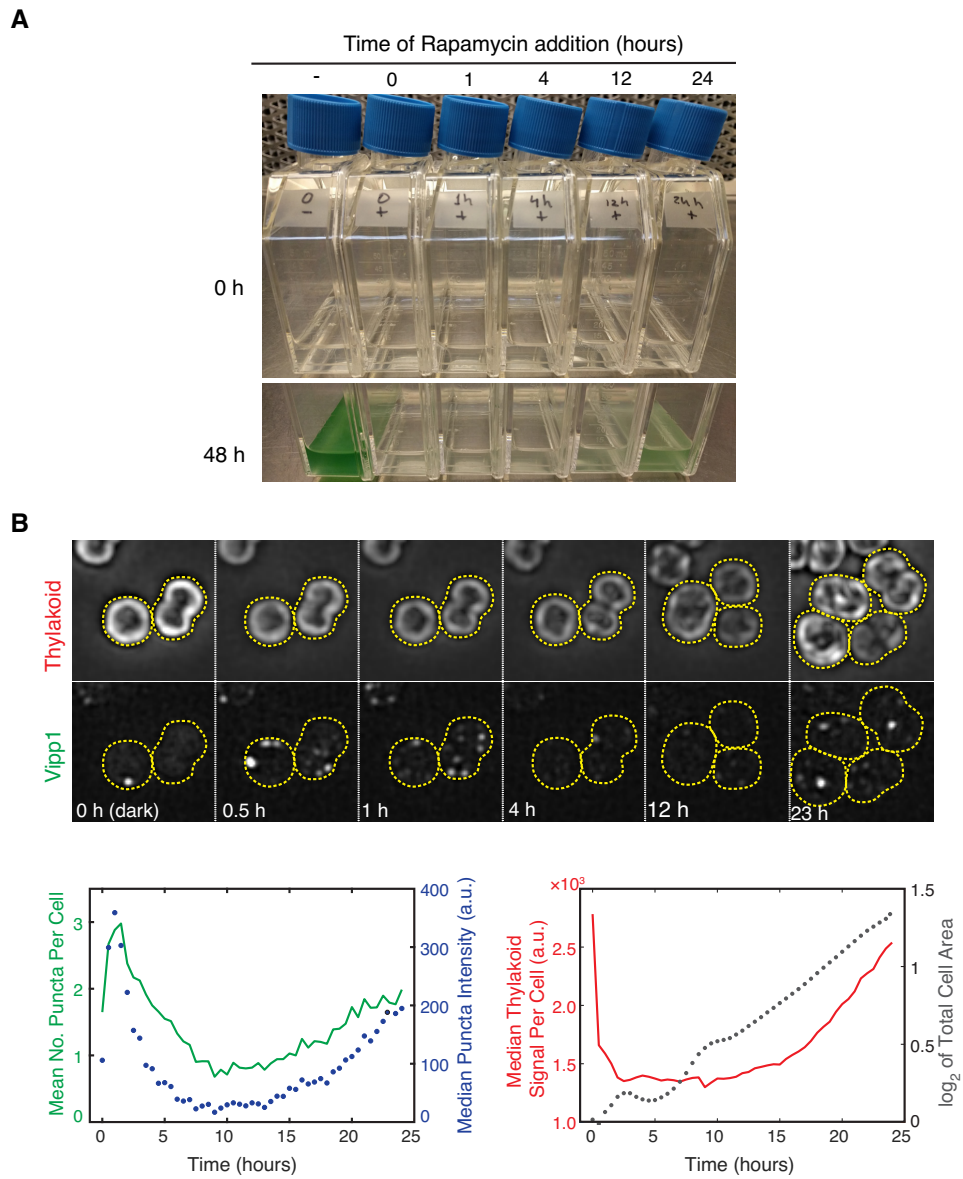 A
Time of Rapamycin addition (hours)
- 0 1 4 12 24
0 0 1h 4h 12h 24h
- + + + + +
0 h
48 h
B
Thylakoid
Vipp1
0 h (dark) 0.5 h 1 h 4 h 12 h 23 h
Mean No. Puncta Per Cell
3
2
1
0
400
300
200
100
0
Median Puncta Intensity (a.u.)
0 5 10 15 20 25
Time (hours)
×10³
Median Thylakoid
Signal Per Cell (a.u.)
2.5
2.0
1.5
1.0
1.5
1
0.5
0
log₂ of Total Cell Area
0 5 10 15 20 25
Time (hours)